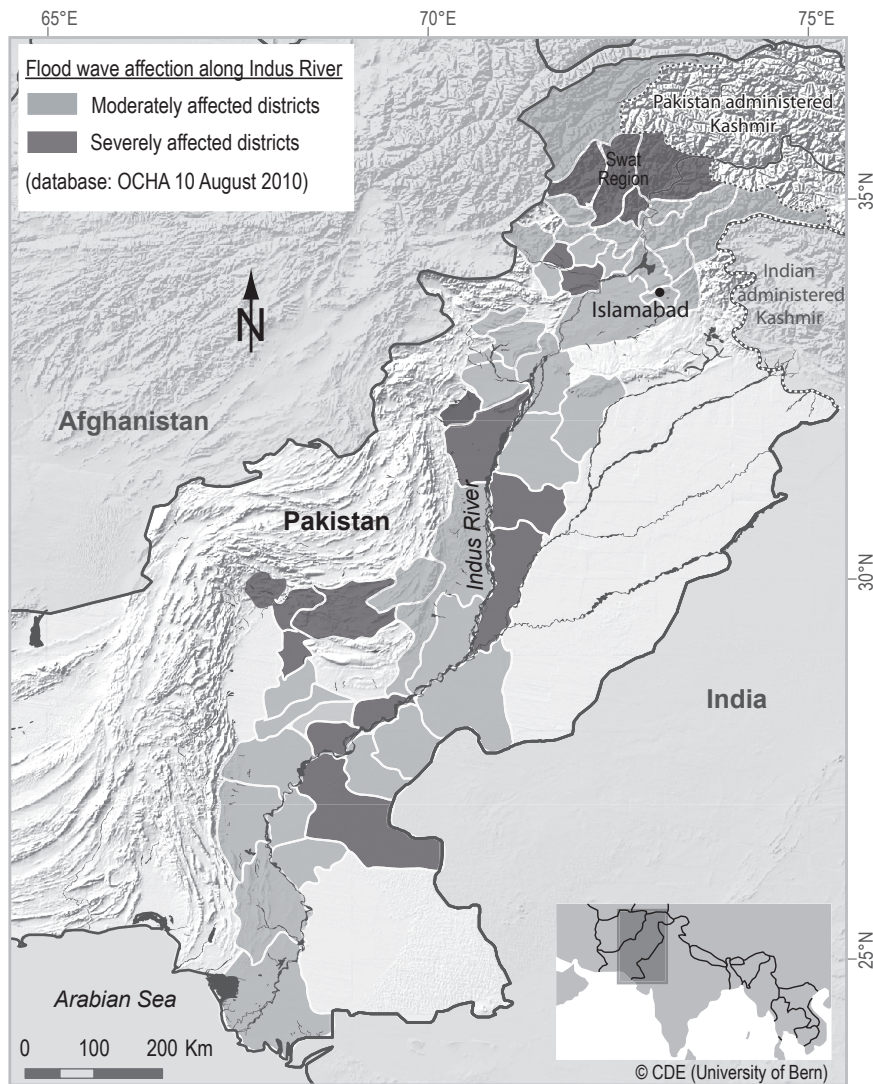 65°E
70°E
75°E
Flood wave affection along Indus River
Moderately affected districts
Severely affected districts
(database: OCHA 10 August 2010)
Pakistan administered
Kashmir
Swat
Region
35°N
Indian
administered
Kashmir
Islamabad
N
Afghanistan
Pakistan
Indus River
30°N
India
25°N
Arabian Sea
0 100 200 Km
© CDE (University of Bern)